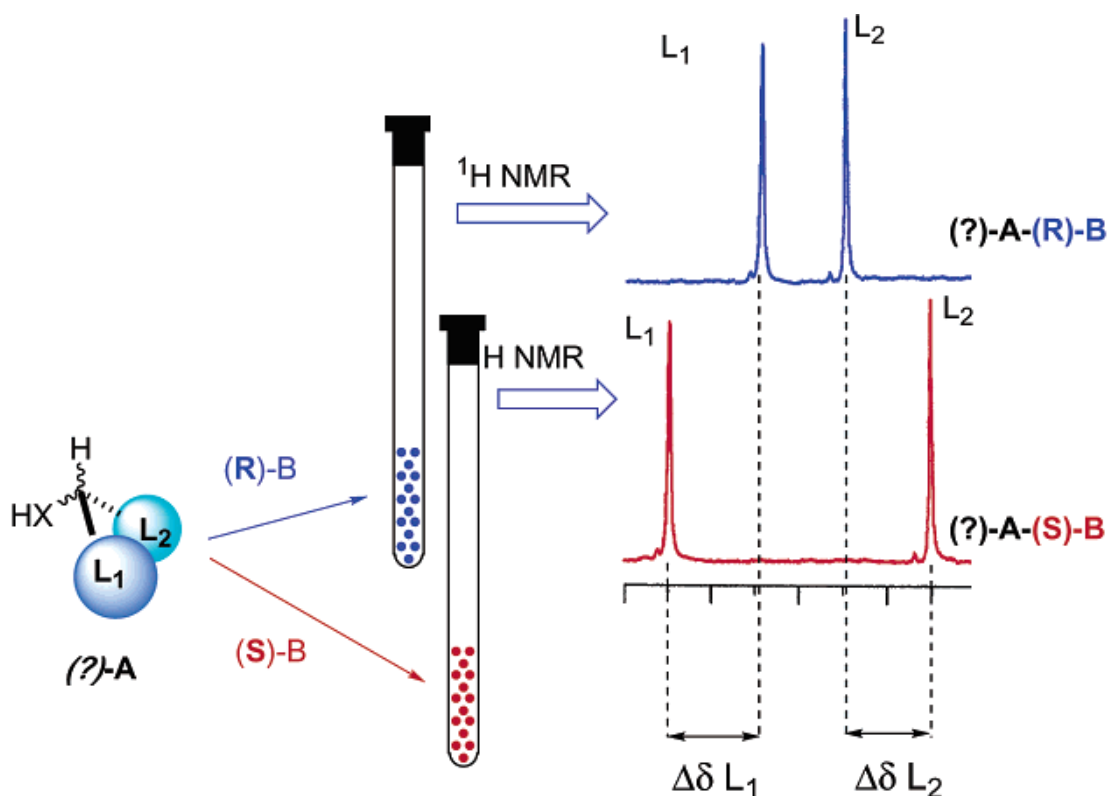 L₁
L₂
¹H NMR
(?)-A-(R)-B
L₁
L₂
H NMR
(?)-A-(S)-B
H
HX
L₂
L₁
(R)-B
(S)-B
(?)-A
Δδ L₁
Δδ L₂